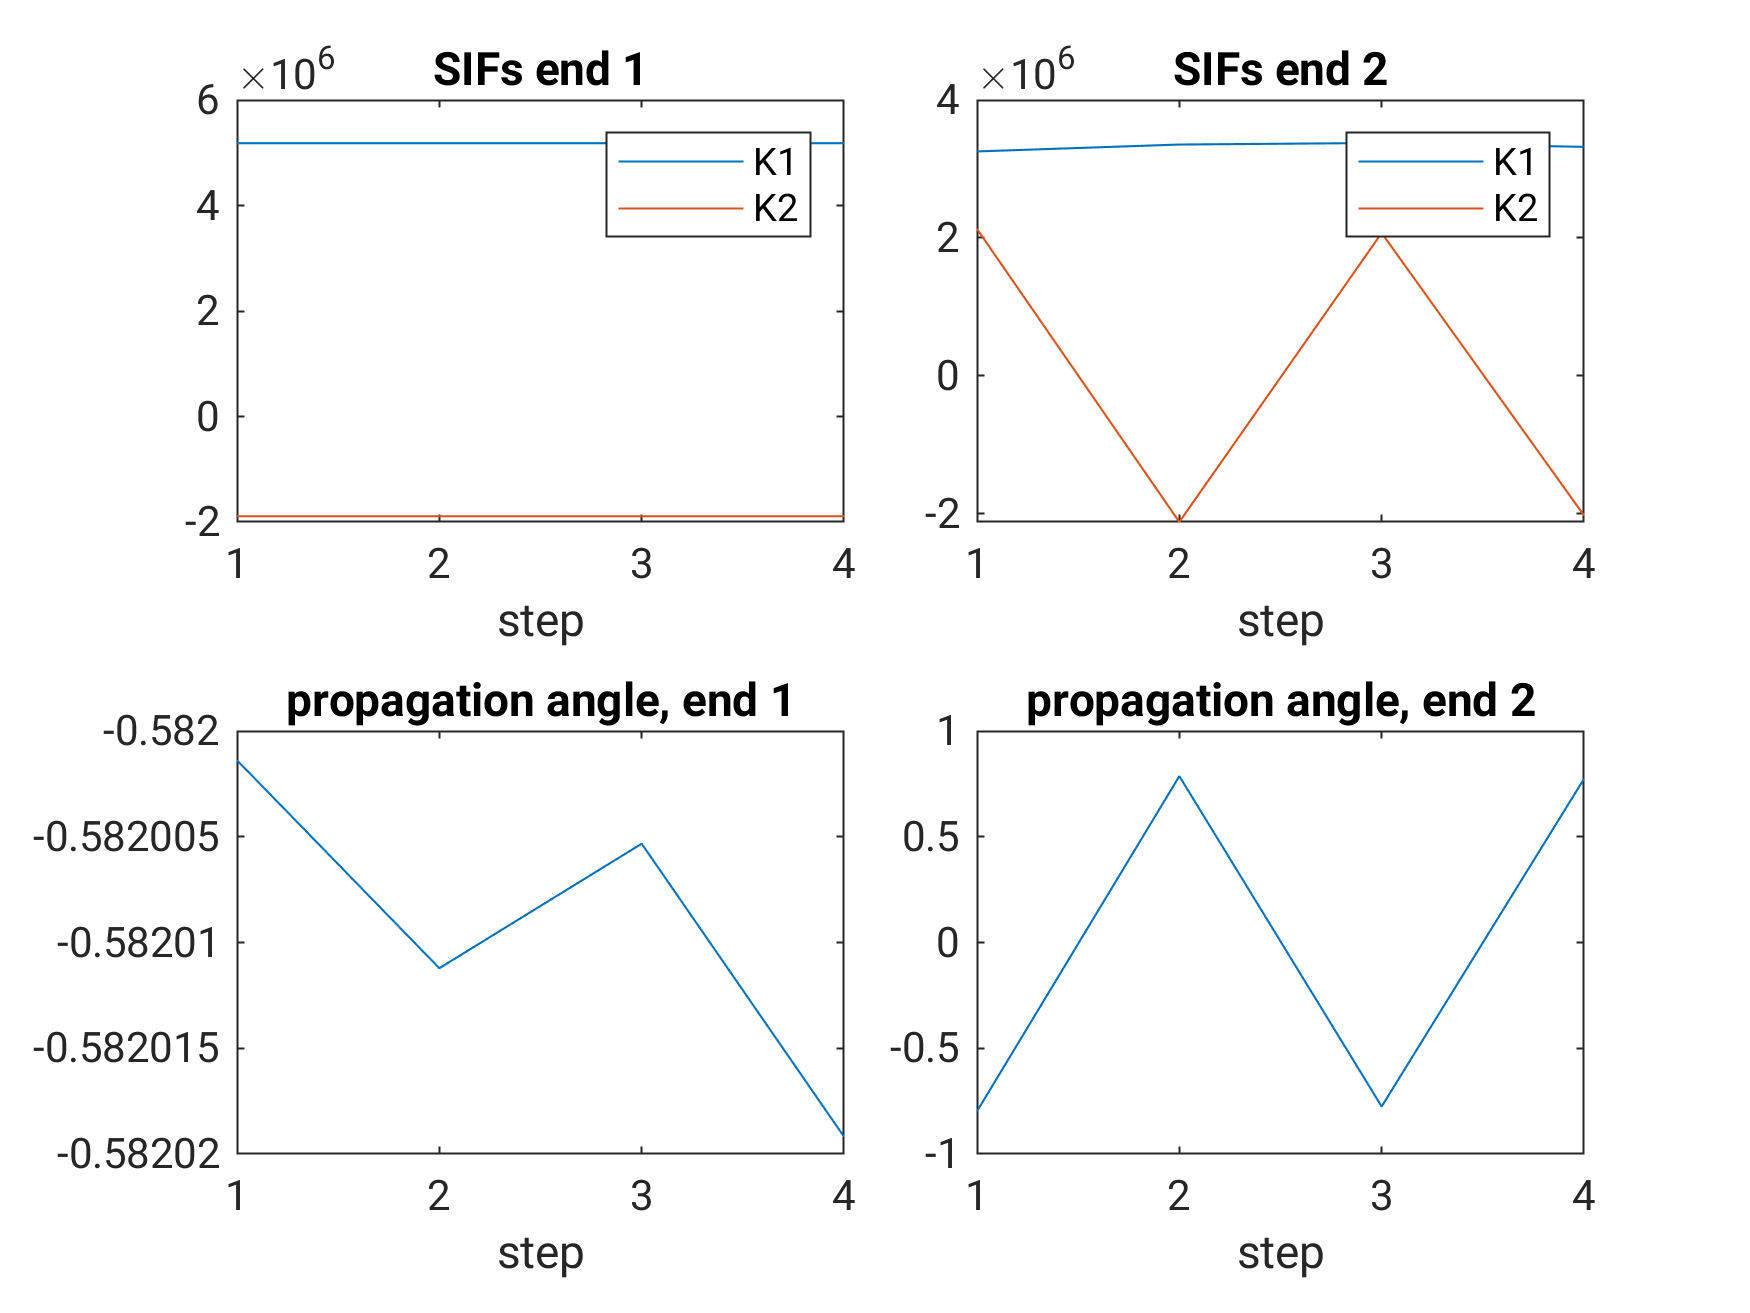 ×10^6
SIFs end 1
6
4
2
0
-2
K1
K2
1 2 3 4
step
×10^6
SIFs end 2
4
2
0
-2
K1
K2
1 2 3 4
step
propagation angle, end 1
-0.582
-0.582005
-0.58201
-0.582015
-0.58202
1 2 3 4
step
propagation angle, end 2
1
0.5
0
-0.5
-1
1 2 3 4
step